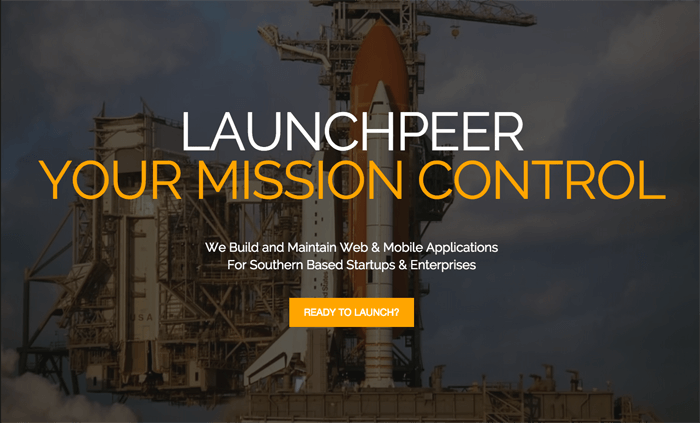 LAUNCHPEER
YOUR MISSION CONTROL
We Build and Maintain Web & Mobile Applications
For Southern Based Startups & Enterprises
READY TO LAUNCH?
USA